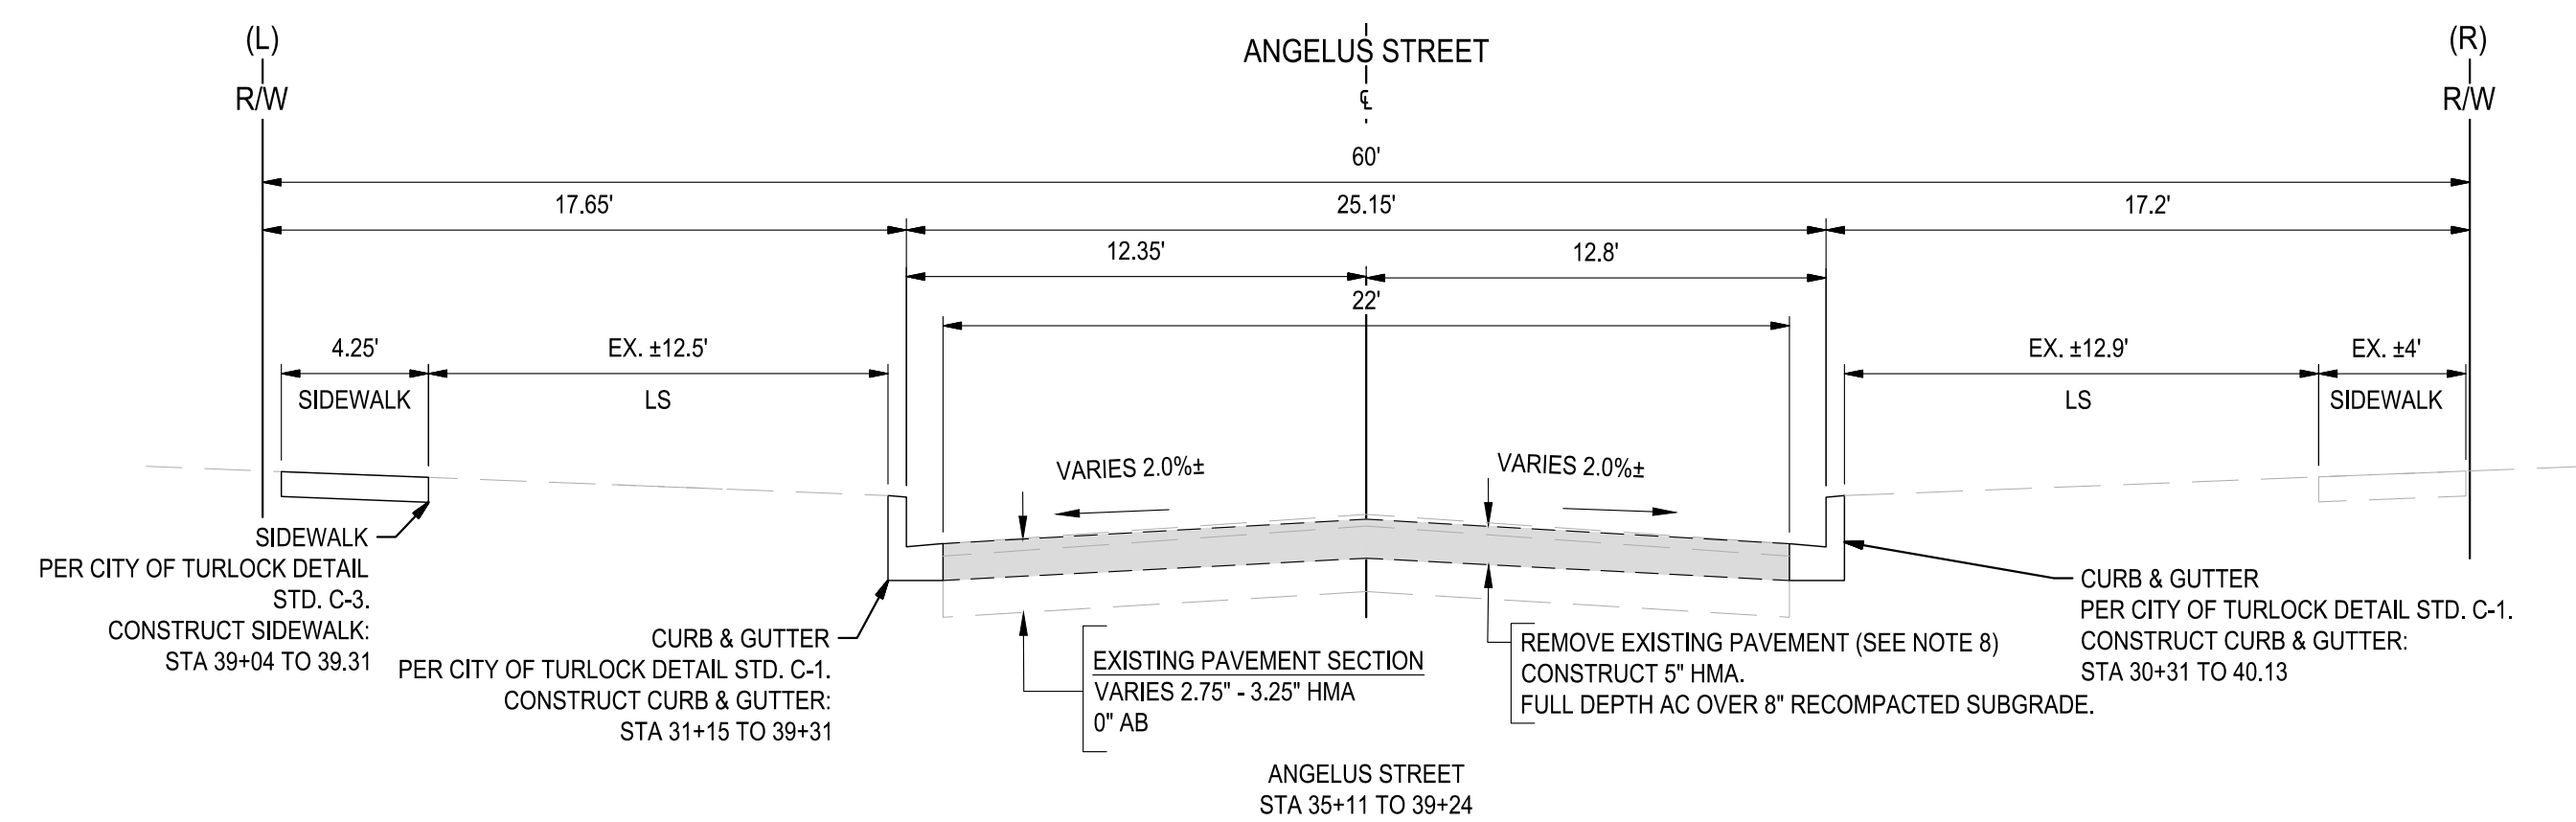 (L)
R/W
ANGELUS STREET
℄
(R)
R/W
60'
17.65'
25.15'
17.2'
12.35'
12.8'
22'
4.25'
SIDEWALK
EX. ±12.5'
LS
EX. ±12.9'
LS
EX. ±4'
SIDEWALK
VARIES 2.0%±
VARIES 2.0%±
SIDEWALK
PER CITY OF TURLOCK DETAIL
STD. C-3.
CONSTRUCT SIDEWALK:
STA 39+04 TO 39.31
CURB & GUTTER
PER CITY OF TURLOCK DETAIL STD. C-1.
CONSTRUCT CURB & GUTTER:
STA 31+15 TO 39+31
EXISTING PAVEMENT SECTION
VARIES 2.75" - 3.25" HMA
0" AB
REMOVE EXISTING PAVEMENT (SEE NOTE 8)
CONSTRUCT 5" HMA.
FULL DEPTH AC OVER 8" RECOMPACTED SUBGRADE.
CURB & GUTTER
PER CITY OF TURLOCK DETAIL STD. C-1.
CONSTRUCT CURB & GUTTER:
STA 30+31 TO 40.13
ANGELUS STREET
STA 35+11 TO 39+24